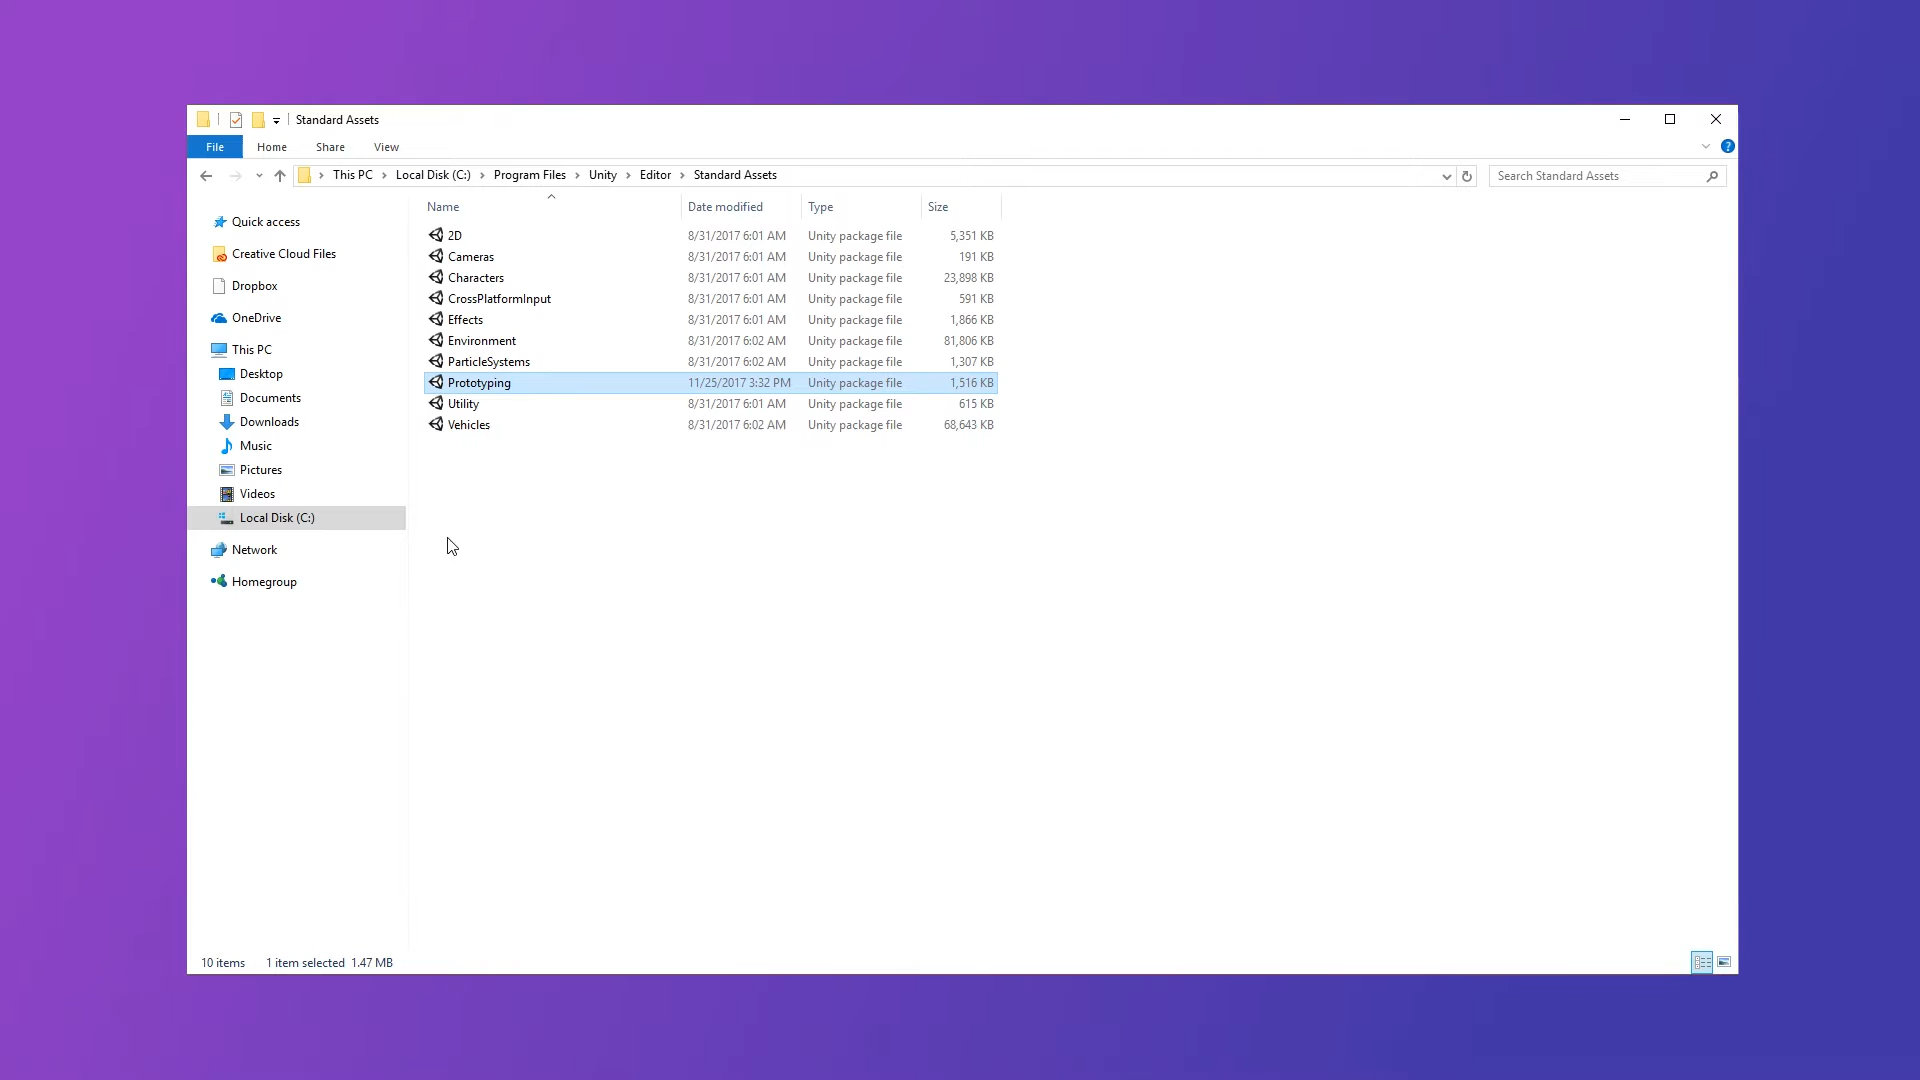 Standard Assets
File Home Share View
This PC Local Disk (C:) Program Files Unity Editor Standard Assets
Search Standard Assets
Quick access
Creative Cloud Files
Dropbox
OneDrive
This PC
Desktop
Documents
Downloads
Music
Pictures
Videos
Local Disk (C:)
Network
Homegroup
Name Date modified Type Size
2D 8/31/2017 6:01 AM Unity package file 5,351 KB
Cameras 8/31/2017 6:01 AM Unity package file 191 KB
Characters 8/31/2017 6:01 AM Unity package file 23,898 KB
CrossPlatformInput 8/31/2017 6:01 AM Unity package file 591 KB
Effects 8/31/2017 6:01 AM Unity package file 1,866 KB
Environment 8/31/2017 6:02 AM Unity package file 81,806 KB
ParticleSystems 8/31/2017 6:02 AM Unity package file 1,307 KB
Prototyping 11/25/2017 3:32 PM Unity package file 1,516 KB
Utility 8/31/2017 6:01 AM Unity package file 615 KB
Vehicles 8/31/2017 6:02 AM Unity package file 68,643 KB
10 items 1 item selected 1.47 MB